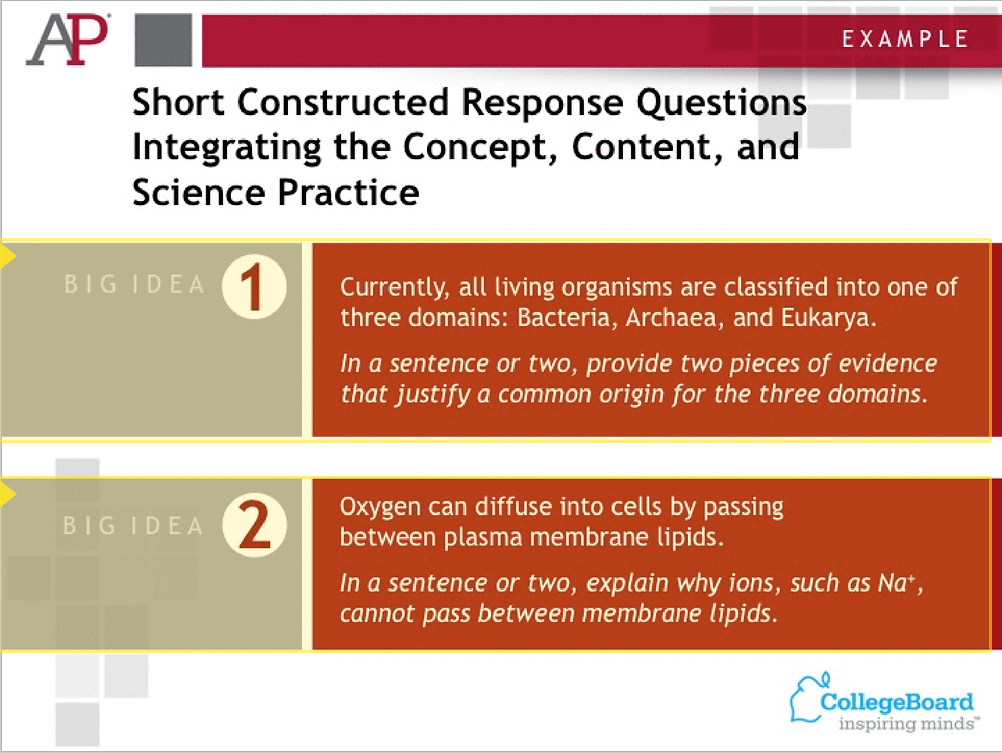 AP®
EXAMPLE
Short Constructed Response Questions
Integrating the Concept, Content, and
Science Practice
BIG IDEA 1
Currently, all living organisms are classified into one of
three domains: Bacteria, Archaea, and Eukarya.
In a sentence or two, provide two pieces of evidence
that justify a common origin for the three domains.
BIG IDEA 2
Oxygen can diffuse into cells by passing
between plasma membrane lipids.
In a sentence or two, explain why ions, such as Na⁺,
cannot pass between membrane lipids.
CollegeBoard
inspiring minds™